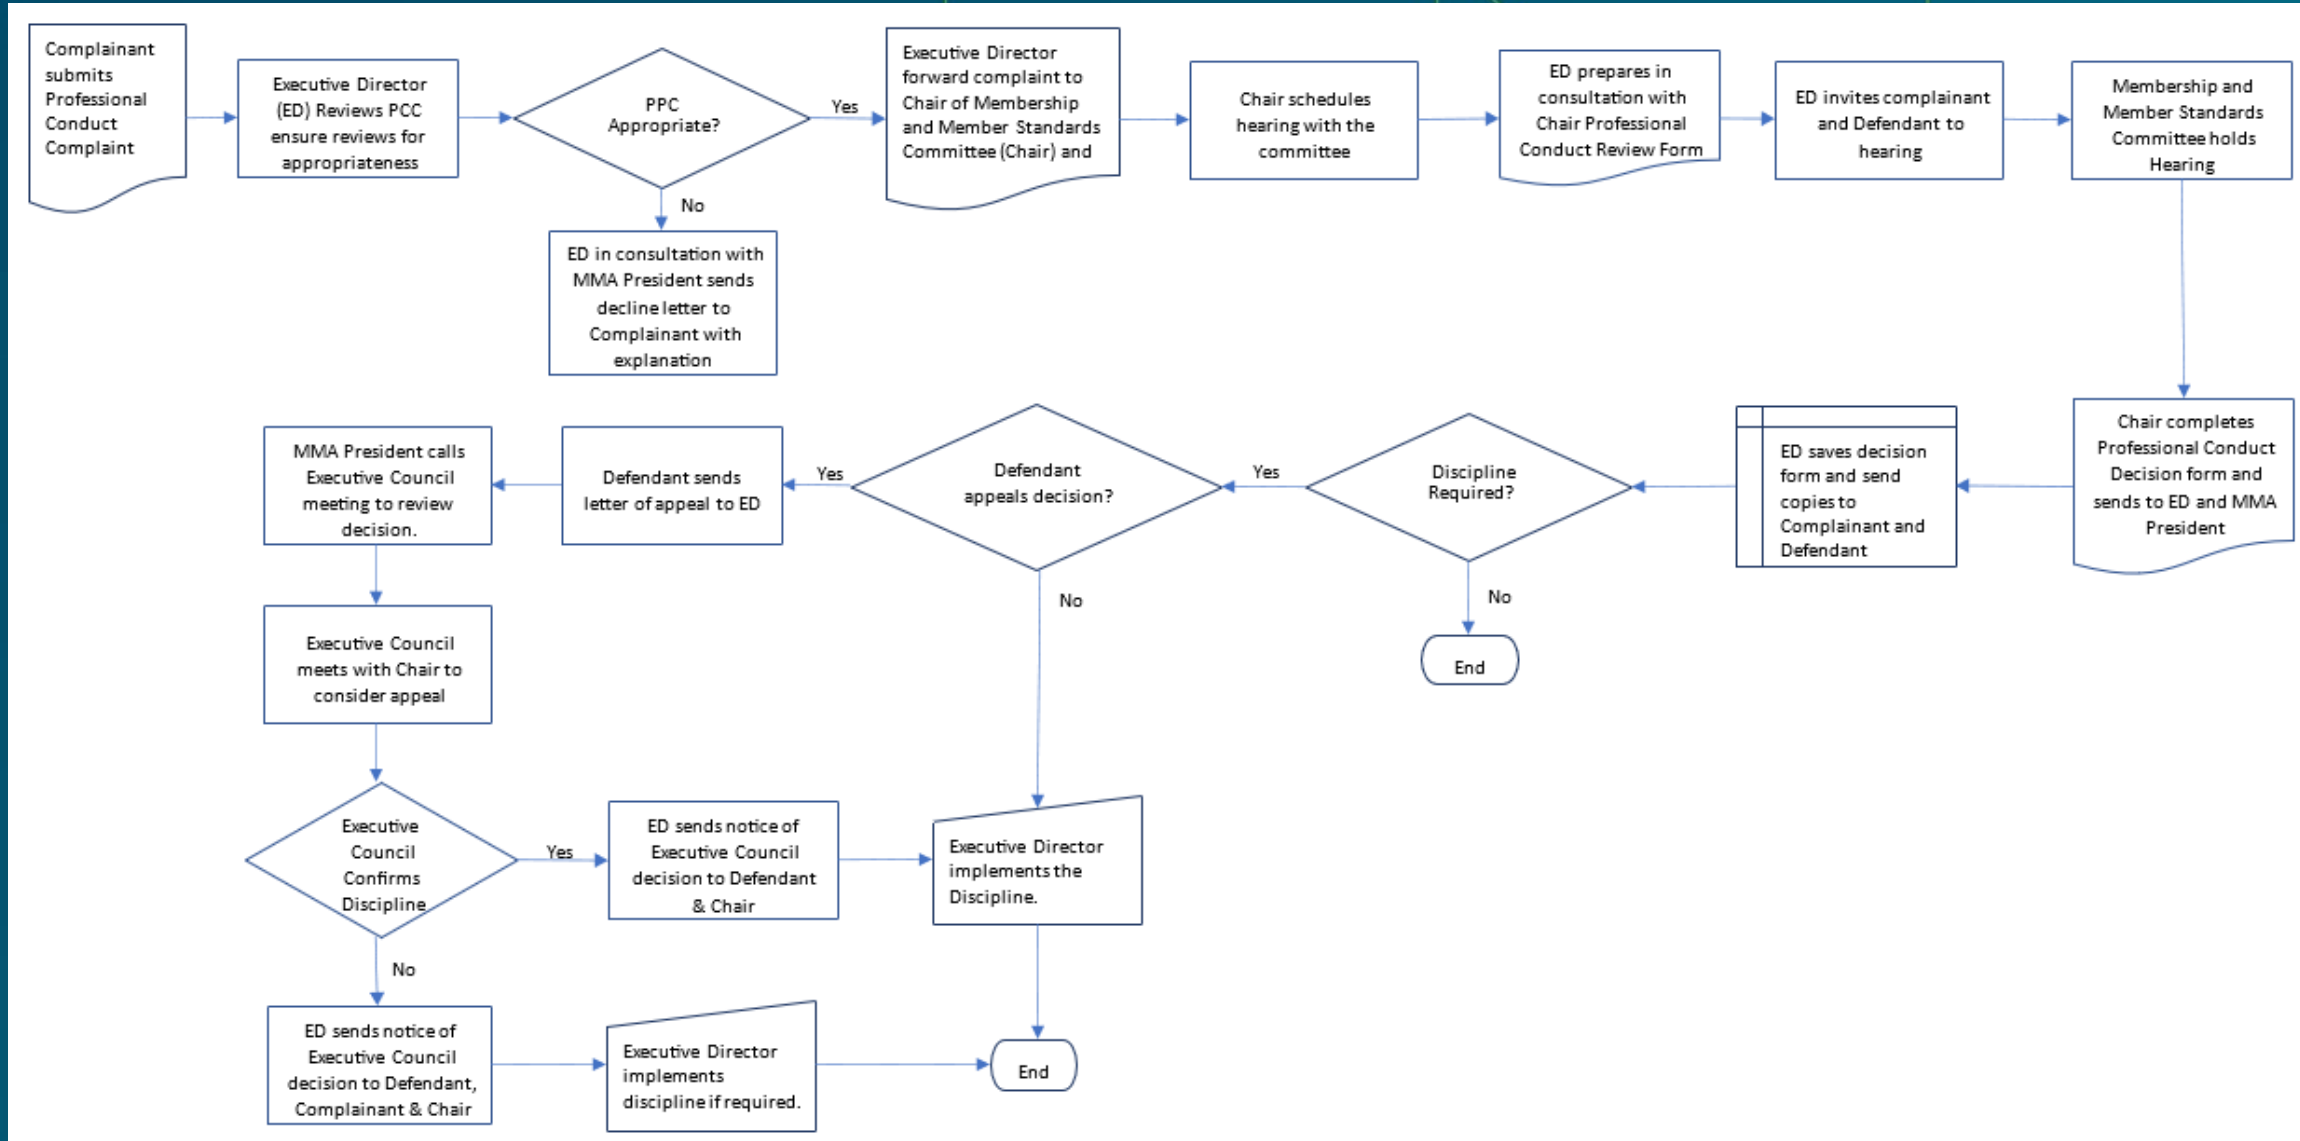 Complainant
submits
Professional
Conduct
Complaint
Executive Director
(ED) Reviews PCC
ensure reviews for
appropriateness
PPC
Appropriate?
Yes
No
ED in consultation with
MMA President sends
decline letter to
Complainant with
explanation
Executive Director
forward complaint to
Chair of Membership
and Member Standards
Committee (Chair) and
Chair schedules
hearing with the
committee
ED prepares in
consultation with
Chair Professional
Conduct Review Form
ED invites complainant
and Defendant to
hearing
Membership and
Member Standards
Committee holds
Hearing
Chair completes
Professional Conduct
Decision form and
sends to ED and MMA
President
ED saves decision
form and send
copies to
Complainant and
Defendant
Discipline
Required?
Yes
No
End
Defendant
appeals decision?
Yes
No
Defendant sends
letter of appeal to ED
MMA President calls
Executive Council
meeting to review
decision.
Executive Council
meets with Chair to
consider appeal
Executive
Council
Confirms
Discipline
Yes
No
ED sends notice of
Executive Council
decision to Defendant
& Chair
Executive Director
implements the
Discipline.
ED sends notice of
Executive Council
decision to Defendant,
Complainant & Chair
Executive Director
implements
discipline if required.
End